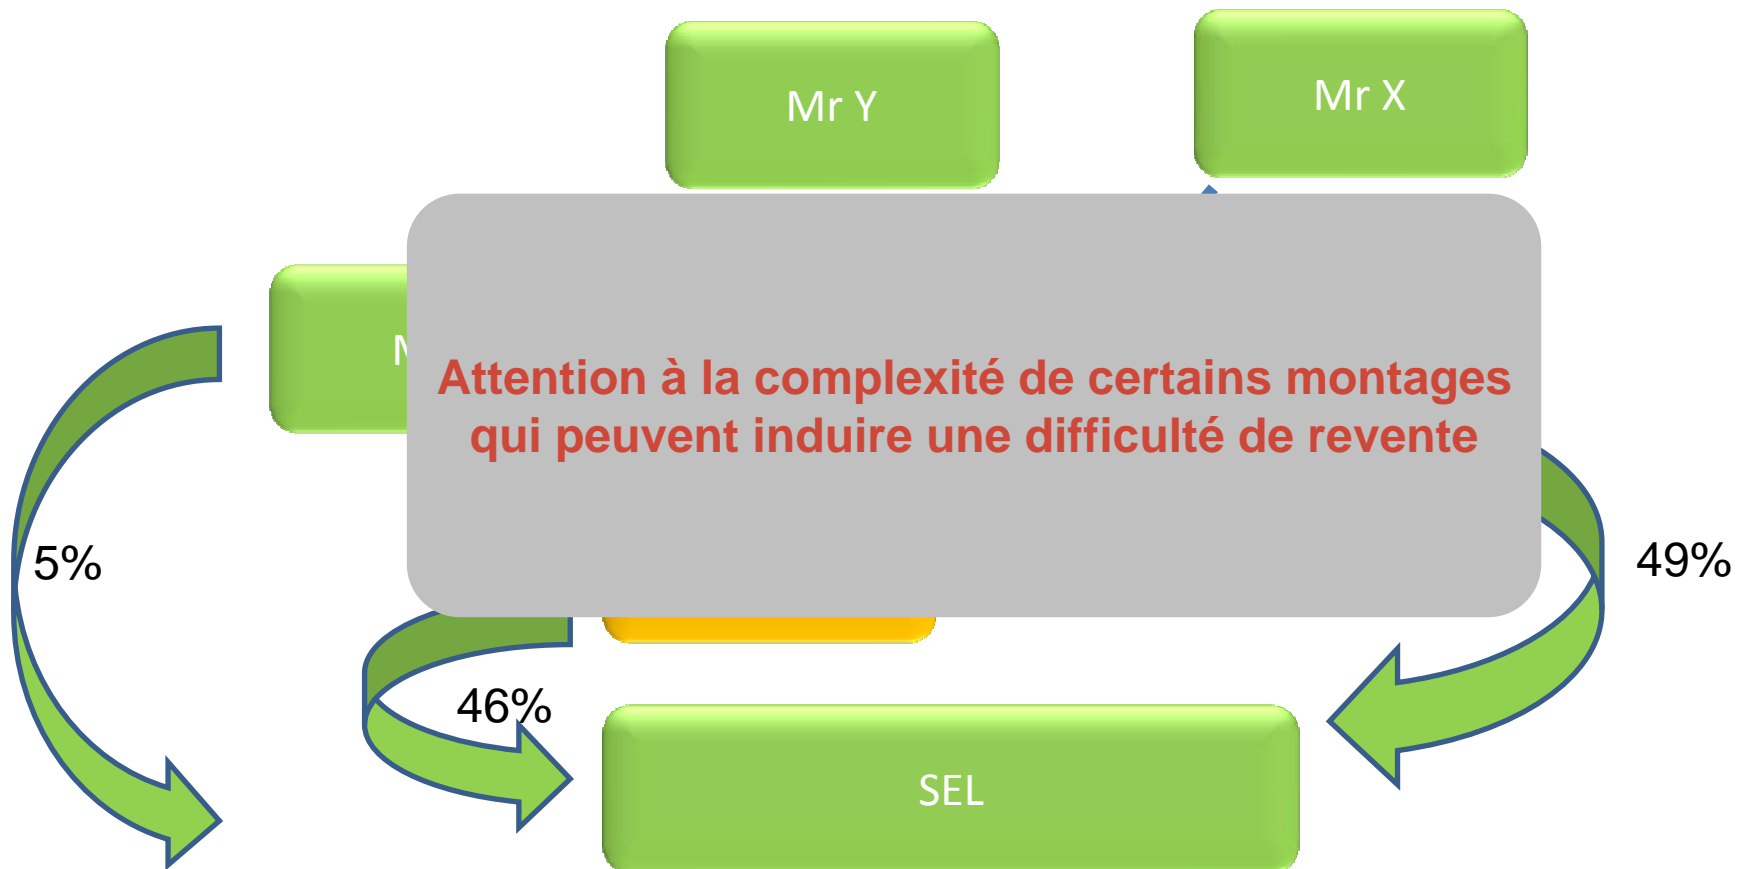 Mr Y
Mr X
Attention à la complexité de certains montages
qui peuvent induire une difficulté de revente
5%
49%
46%
SEL